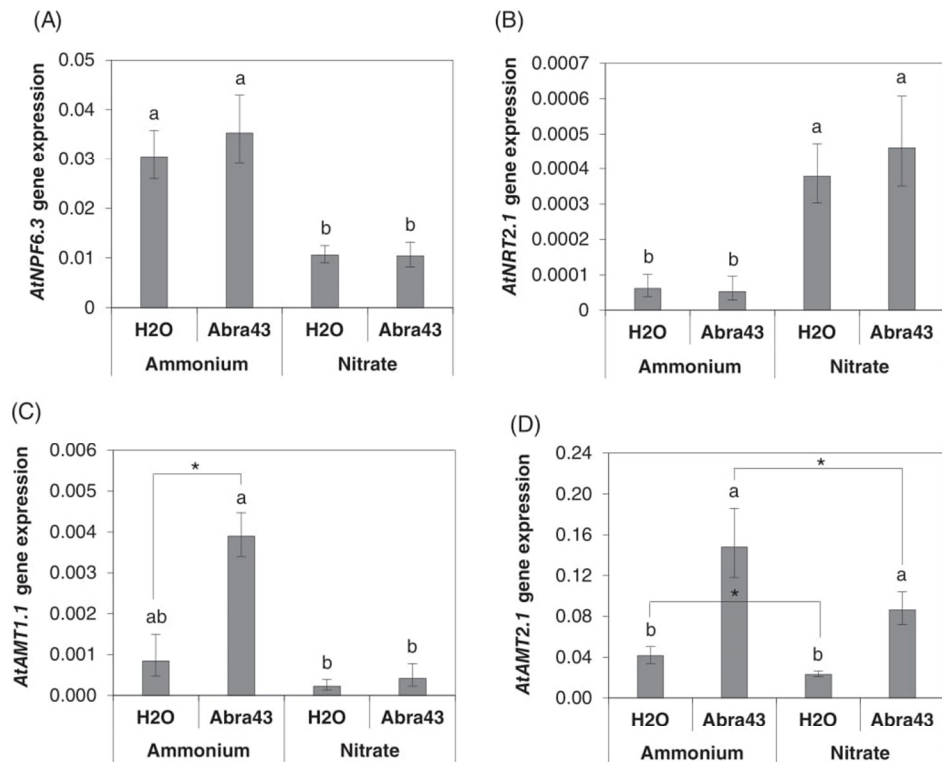 (A)
AtNPF6.3 gene expression
0.05
0.04
0.03
0.02
0.01
0
a
a
b
b
H2O
Abra43
H2O
Abra43
Ammonium
Nitrate
(B)
AtNRT2.1 gene expression
0.0007
0.0006
0.0005
0.0004
0.0003
0.0002
0.0001
0
b
b
a
a
H2O
Abra43
H2O
Abra43
Ammonium
Nitrate
(C)
AtAMT1.1 gene expression
0.006
0.005
0.004
0.003
0.002
0.001
0.000
*
ab
a
b
b
H2O
Abra43
H2O
Abra43
Ammonium
Nitrate
(D)
AtAMT2.1 gene expression
0.24
0.20
0.16
0.12
0.08
0.04
0.00
*
*
b
a
b
a
H2O
Abra43
H2O
Abra43
Ammonium
Nitrate